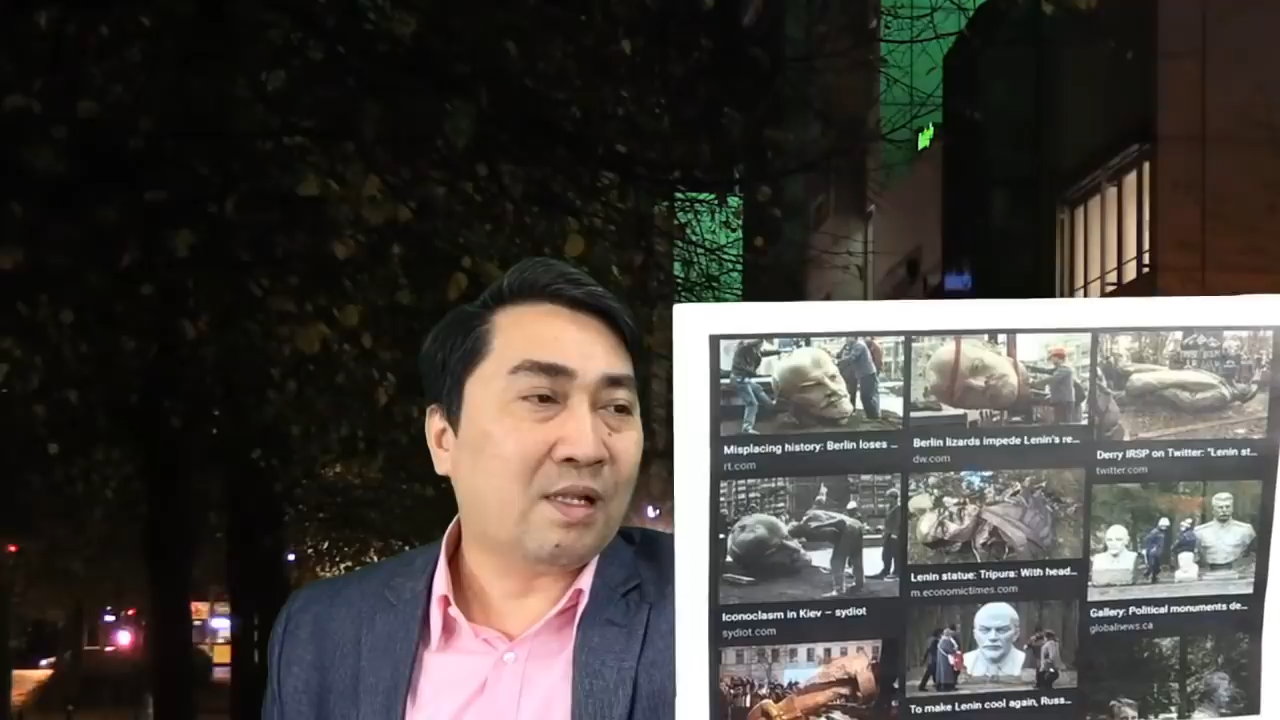 Misplacing history: Berlin loses ...
rt.com
Berlin lizards impede Lenin's re...
dw.com
Derry IRSP on Twitter: "Lenin st...
twitter.com
Iconoclasm in Kiev – sydiot
sydiot.com
Lenin statue: Tripura: With head...
m.economictimes.com
Gallery: Political monuments de...
globalnews.ca
To make Lenin cool again, Russ...